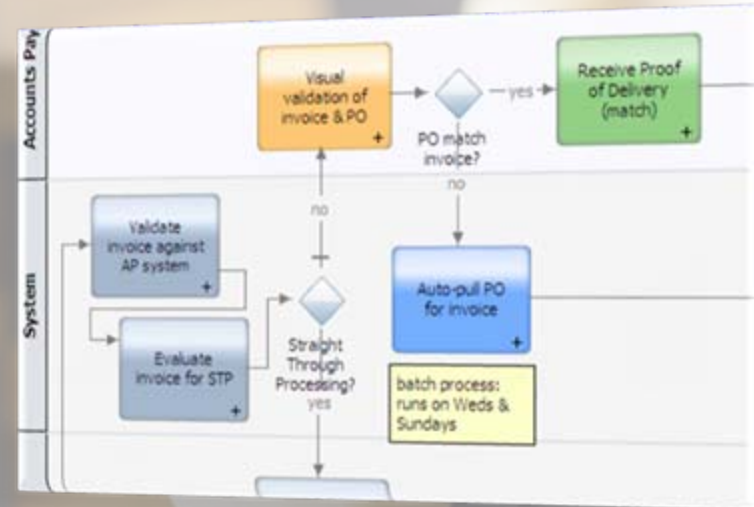 Accounts Pay
Visual
validation of
invoice & PO
PO match
invoice?
yes
Receive Proof
of Delivery
(match)
no
System
Validate
invoice against
AP system
Evaluate
invoice for STP
no
Straight
Through
Processing?
yes
Auto-pull PO
for invoice
batch process:
runs on Weds &
Sundays